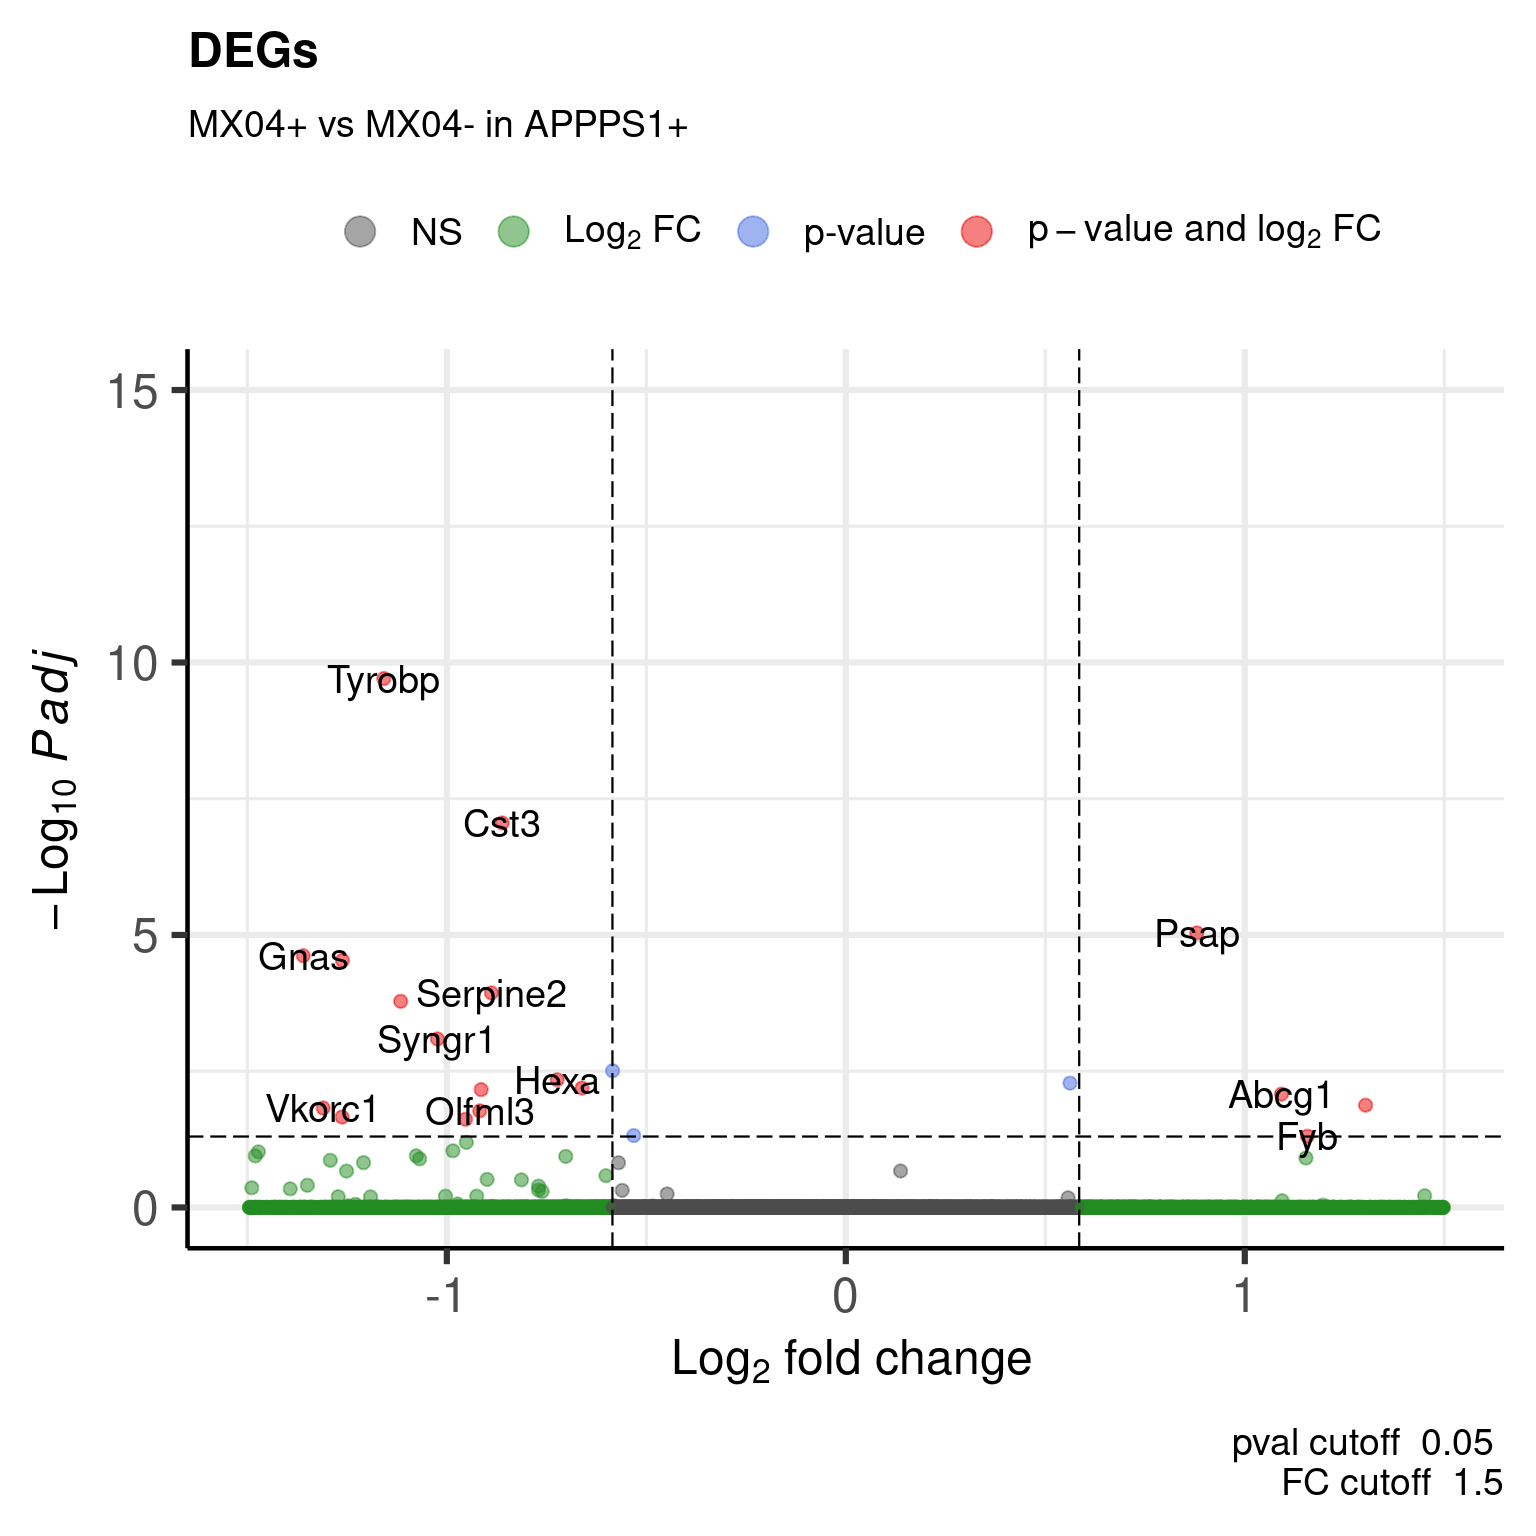 DEGs
MX04+ vs MX04- in APPPS1+
NS Log₂ FC p-value p – value and log₂ FC
15
10
5
0
−Log₁₀ Padj
Tyrobp
Cst3
Psap
Gnas
Serpine2
Syngr1
Hexa
Abcg1
Vkorc1
Olfml3
Fyb
-1 0 1
Log₂ fold change
pval cutoff 0.05
FC cutoff 1.5